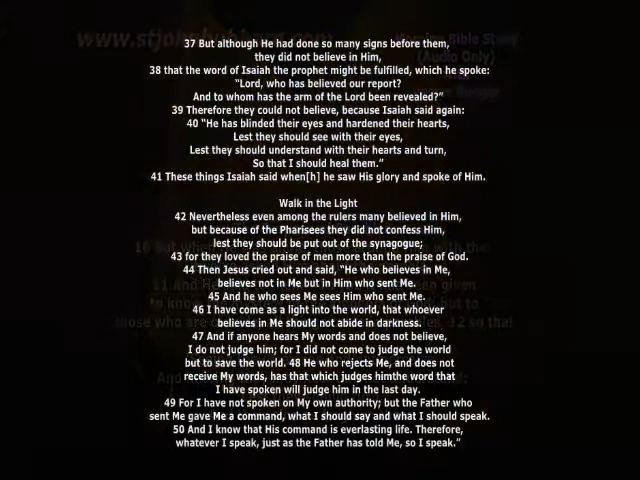 www.stjohn
37 But although He had done so many signs before them,
they did not believe in Him,
38 that the word of Isaiah the prophet might be fulfilled, which he spoke:
“Lord, who has believed our report?
And to whom has the arm of the Lord been revealed?”
39 Therefore they could not believe, because Isaiah said again:
40 “He has blinded their eyes and hardened their hearts,
Lest they should see with their eyes,
Lest they should understand with their hearts and turn,
So that I should heal them.”
41 These things Isaiah said when[h] he saw His glory and spoke of Him.
Walk in the Light
42 Nevertheless even among the rulers many believed in Him,
but because of the Pharisees they did not confess Him,
lest they should be put out of the synagogue;
43 for they loved the praise of men more than the praise of God.
44 Then Jesus cried out and said, “He who believes in Me,
believes not in Me but in Him who sent Me.
45 And he who sees Me sees Him who sent Me.
46 I have come as a light into the world, that whoever
believes in Me should not abide in darkness.
47 And if anyone hears My words and does not believe,
I do not judge him; for I did not come to judge the world
but to save the world. 48 He who rejects Me, and does not
receive My words, has that which judges himthe word that
I have spoken will judge him in the last day.
49 For I have not spoken on My own authority; but the Father who
sent Me gave Me a command, what I should say and what I should speak.
50 And I know that His command is everlasting life. Therefore,
whatever I speak, just as the Father has told Me, so I speak.”
Bible Story
(Audio Only)